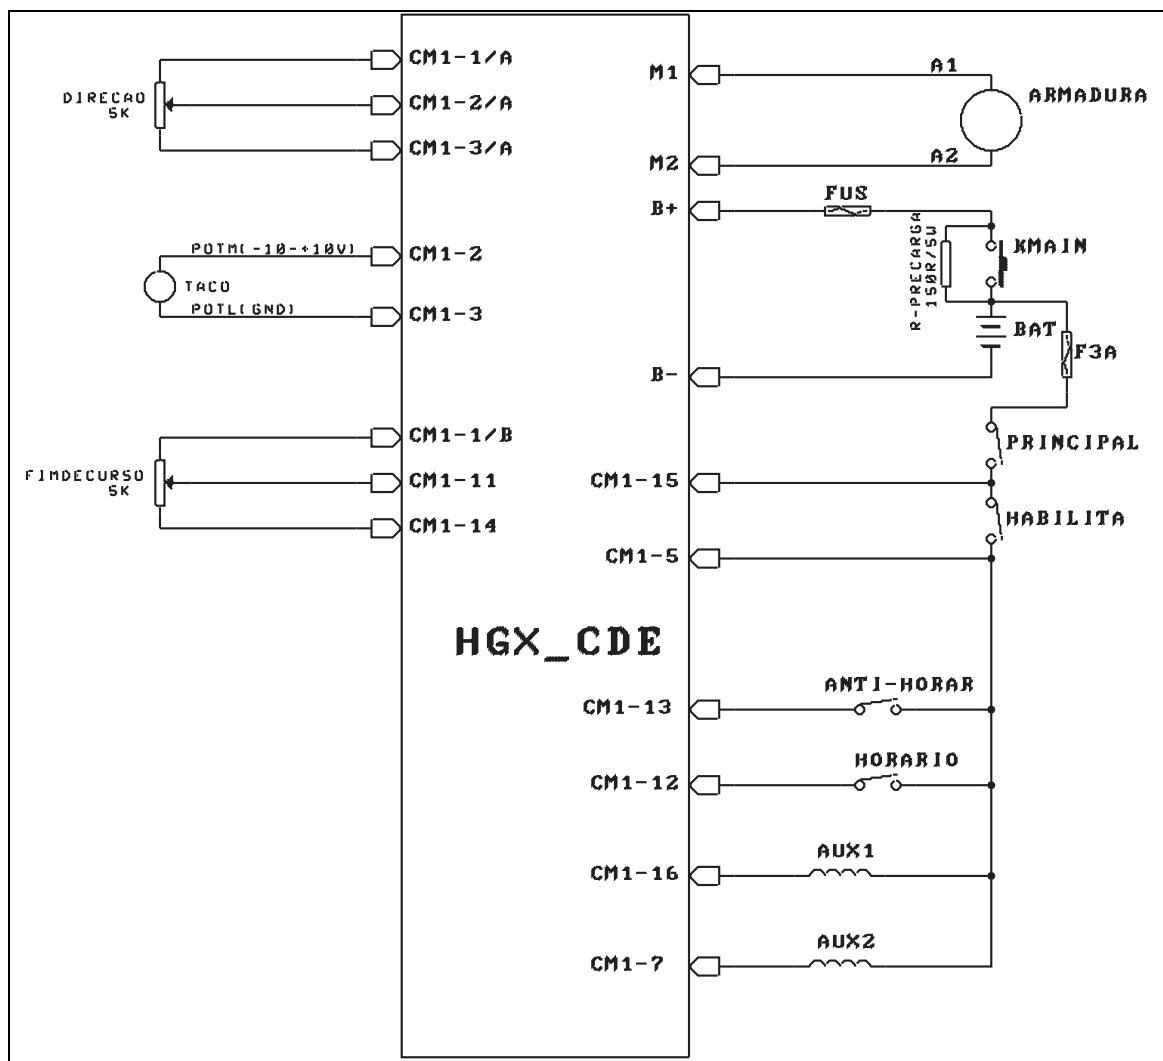 CM1-1/A
DIRECAO
5K
CM1-2/A
CM1-3/A
POTM(-10-+10V)
CM1-2
TACO
POTL(GND)
CM1-3
CM1-1/B
FIMDECURSO
5K
CM1-11
CM1-14
HGX_CDE
M1
A1
ARMADURA
M2
A2
B+
FUS
R-PRECARGA
150R/5W
KMAIN
BAT
F3A
B-
PRINCIPAL
CM1-15
HABILITA
CM1-5
ANTI-HORAR
CM1-13
HORARIO
CM1-12
AUX1
CM1-16
AUX2
CM1-7